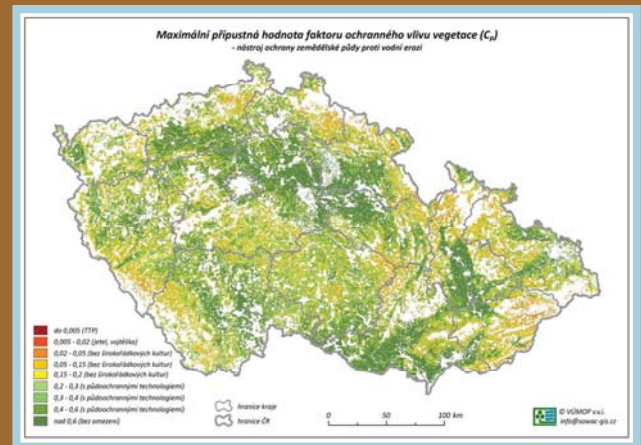 Maximální přípustná hodnota faktoru ochranného vlivu vegetace (Cp)
- nástroj ochrany zemědělské půdy proti vodní erozi
do 0,005 (TTP)
0,005 - 0,02 (jetel, vojtěška)
0,02 - 0,05 (bez širokořádkových kultur)
0,05 - 0,15 (bez širokořádkových kultur)
0,15 - 0,2 (bez širokořádkových kultur)
0,2 - 0,3 (s půdoochrannými technologiemi)
0,3 - 0,4 (s půdoochrannými technologiemi)
0,4 - 0,6 (s půdoochrannými technologiemi)
nad 0,6 (bez omezení)
hranice kraje
hranice ČR
0 50 100 km
© VÚMOP v.v.i.
info@sowac-gis.cz